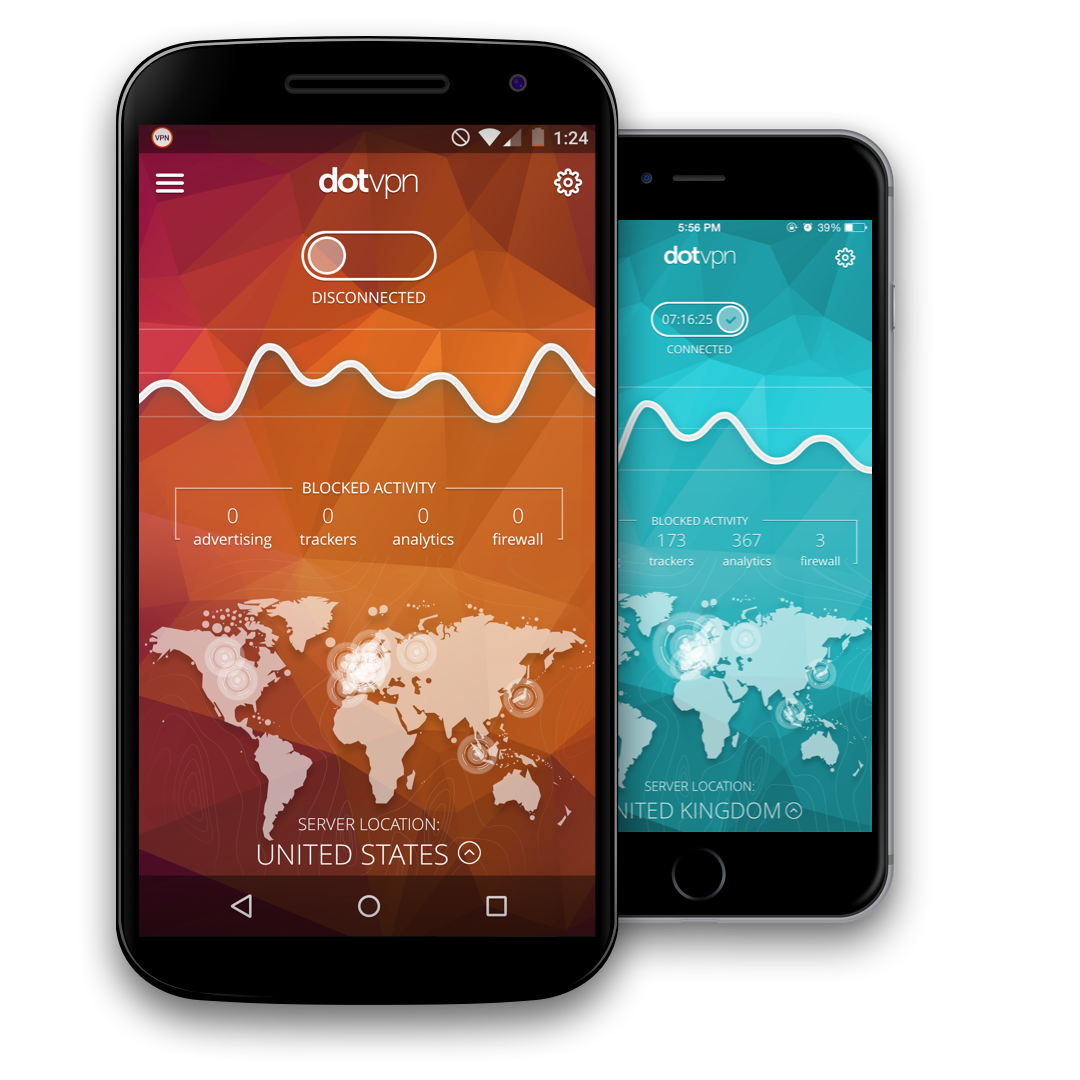 VPN
1:24
dotvpn
DISCONNECTED
BLOCKED ACTIVITY
0 0 0 0
advertising trackers analytics firewall
SERVER LOCATION:
UNITED STATES
5:56 PM 39%
dotvpn
07:16:25
CONNECTED
BLOCKED ACTIVITY
173 367 3
trackers analytics firewall
SERVER LOCATION:
NITED KINGDOM